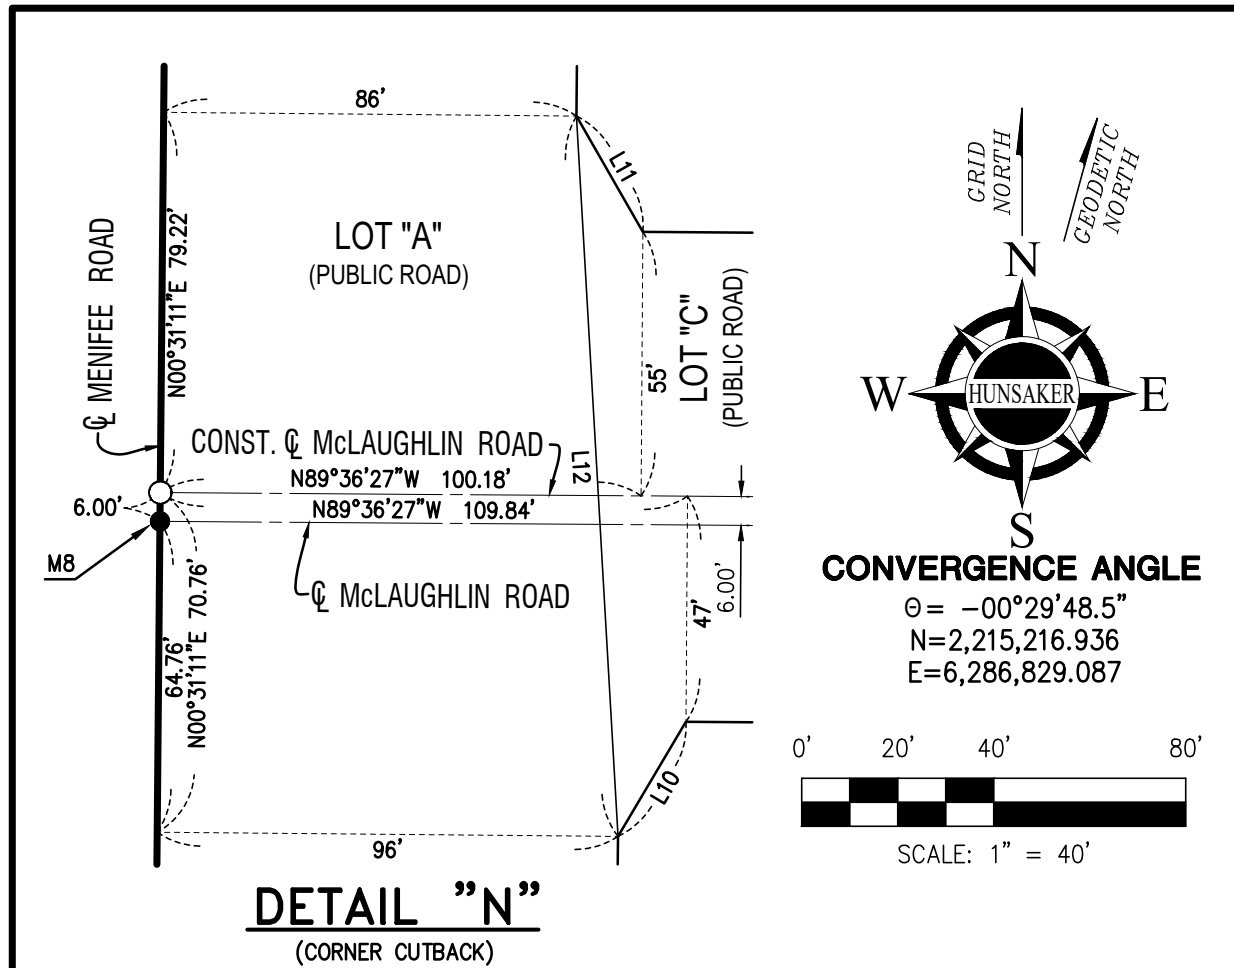 86'
L11
GRID
NORTH
GEODETIC
NORTH
LOT "A"
(PUBLIC ROAD)
℄ MENIFEE ROAD
N00°31'11"E 79.22'
N
W
HUNSAKER
E
S
55'
LOT "C"
(PUBLIC ROAD)
CONST. ℄ McLAUGHLIN ROAD
L12
N89°36'27"W 100.18'
6.00'
N89°36'27"W 109.84'
M8
℄ McLAUGHLIN ROAD
6.00'
47'
64.76'
N00°31'11"E 70.76'
L10
96'
CONVERGENCE ANGLE
Θ= -00°29'48.5"
N=2,215,216.936
E=6,286,829.087
0' 20' 40' 80'
SCALE: 1" = 40'
DETAIL "N"
(CORNER CUTBACK)